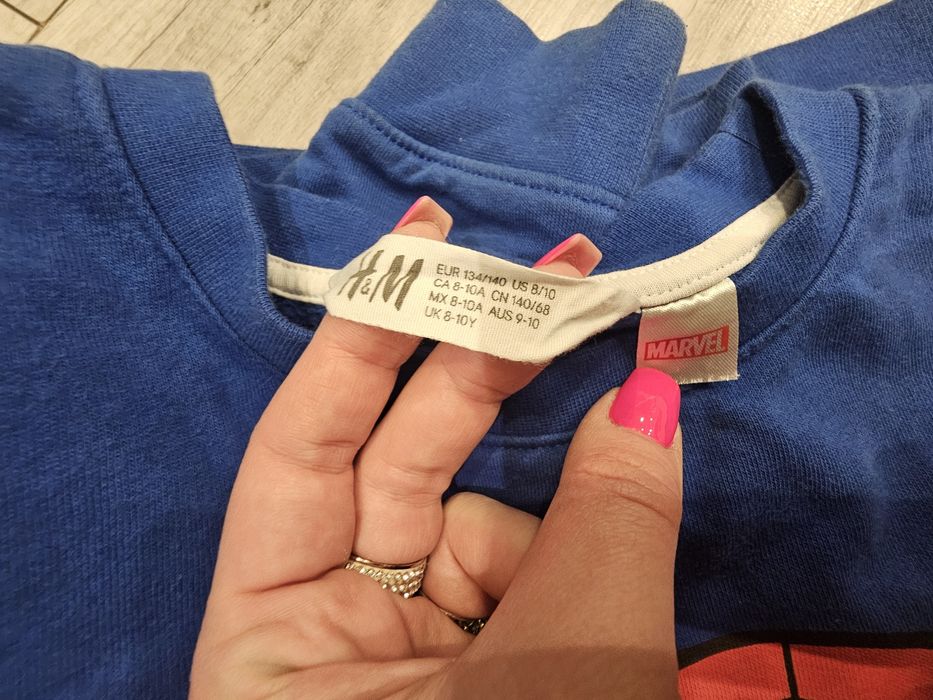 H&M
EUR 134/140 US 8/10
CA 8-10A CN 140/68
MX 8-10A AUS 9-10
UK 8-10Y
MARVEL